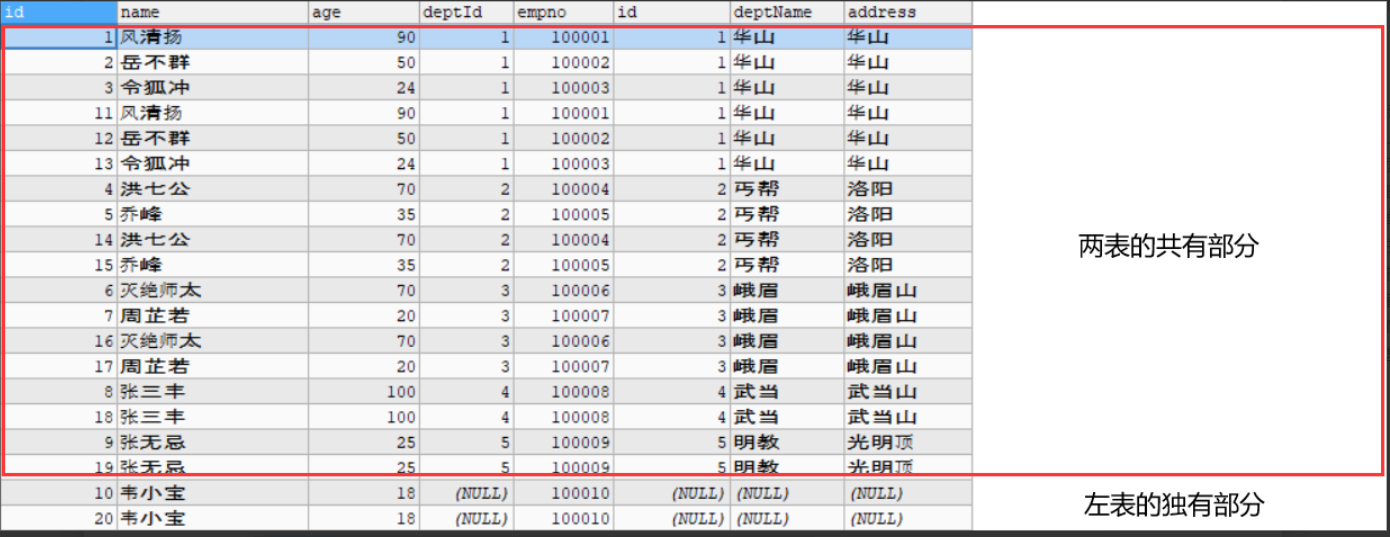 id name age deptId empno id deptName address
1 风清扬 90 1 100001 1 华山 华山
2 岳不群 50 1 100002 1 华山 华山
3 令狐冲 24 1 100003 1 华山 华山
11 风清扬 90 1 100001 1 华山 华山
12 岳不群 50 1 100002 1 华山 华山
13 令狐冲 24 1 100003 1 华山 华山
4 洪七公 70 2 100004 2 丐帮 洛阳
5 乔峰 35 2 100005 2 丐帮 洛阳
14 洪七公 70 2 100004 2 丐帮 洛阳
两表的共有部分
15 乔峰 35 2 100005 2 丐帮 洛阳
6 灭绝师太 70 3 100006 3 峨眉 峨眉山
7 周芷若 20 3 100007 3 峨眉 峨眉山
16 灭绝师太 70 3 100006 3 峨眉 峨眉山
17 周芷若 20 3 100007 3 峨眉 峨眉山
8 张三丰 100 4 100008 4 武当 武当山
18 张三丰 100 4 100008 4 武当 武当山
9 张无忌 25 5 100009 5 明教 光明顶
19 张无忌 25 5 100009 5 明教 光明顶
10 韦小宝 18 (NULL) 100010 (NULL) (NULL) (NULL)
左表的独有部分
20 韦小宝 18 (NULL) 100010 (NULL) (NULL) (NULL)